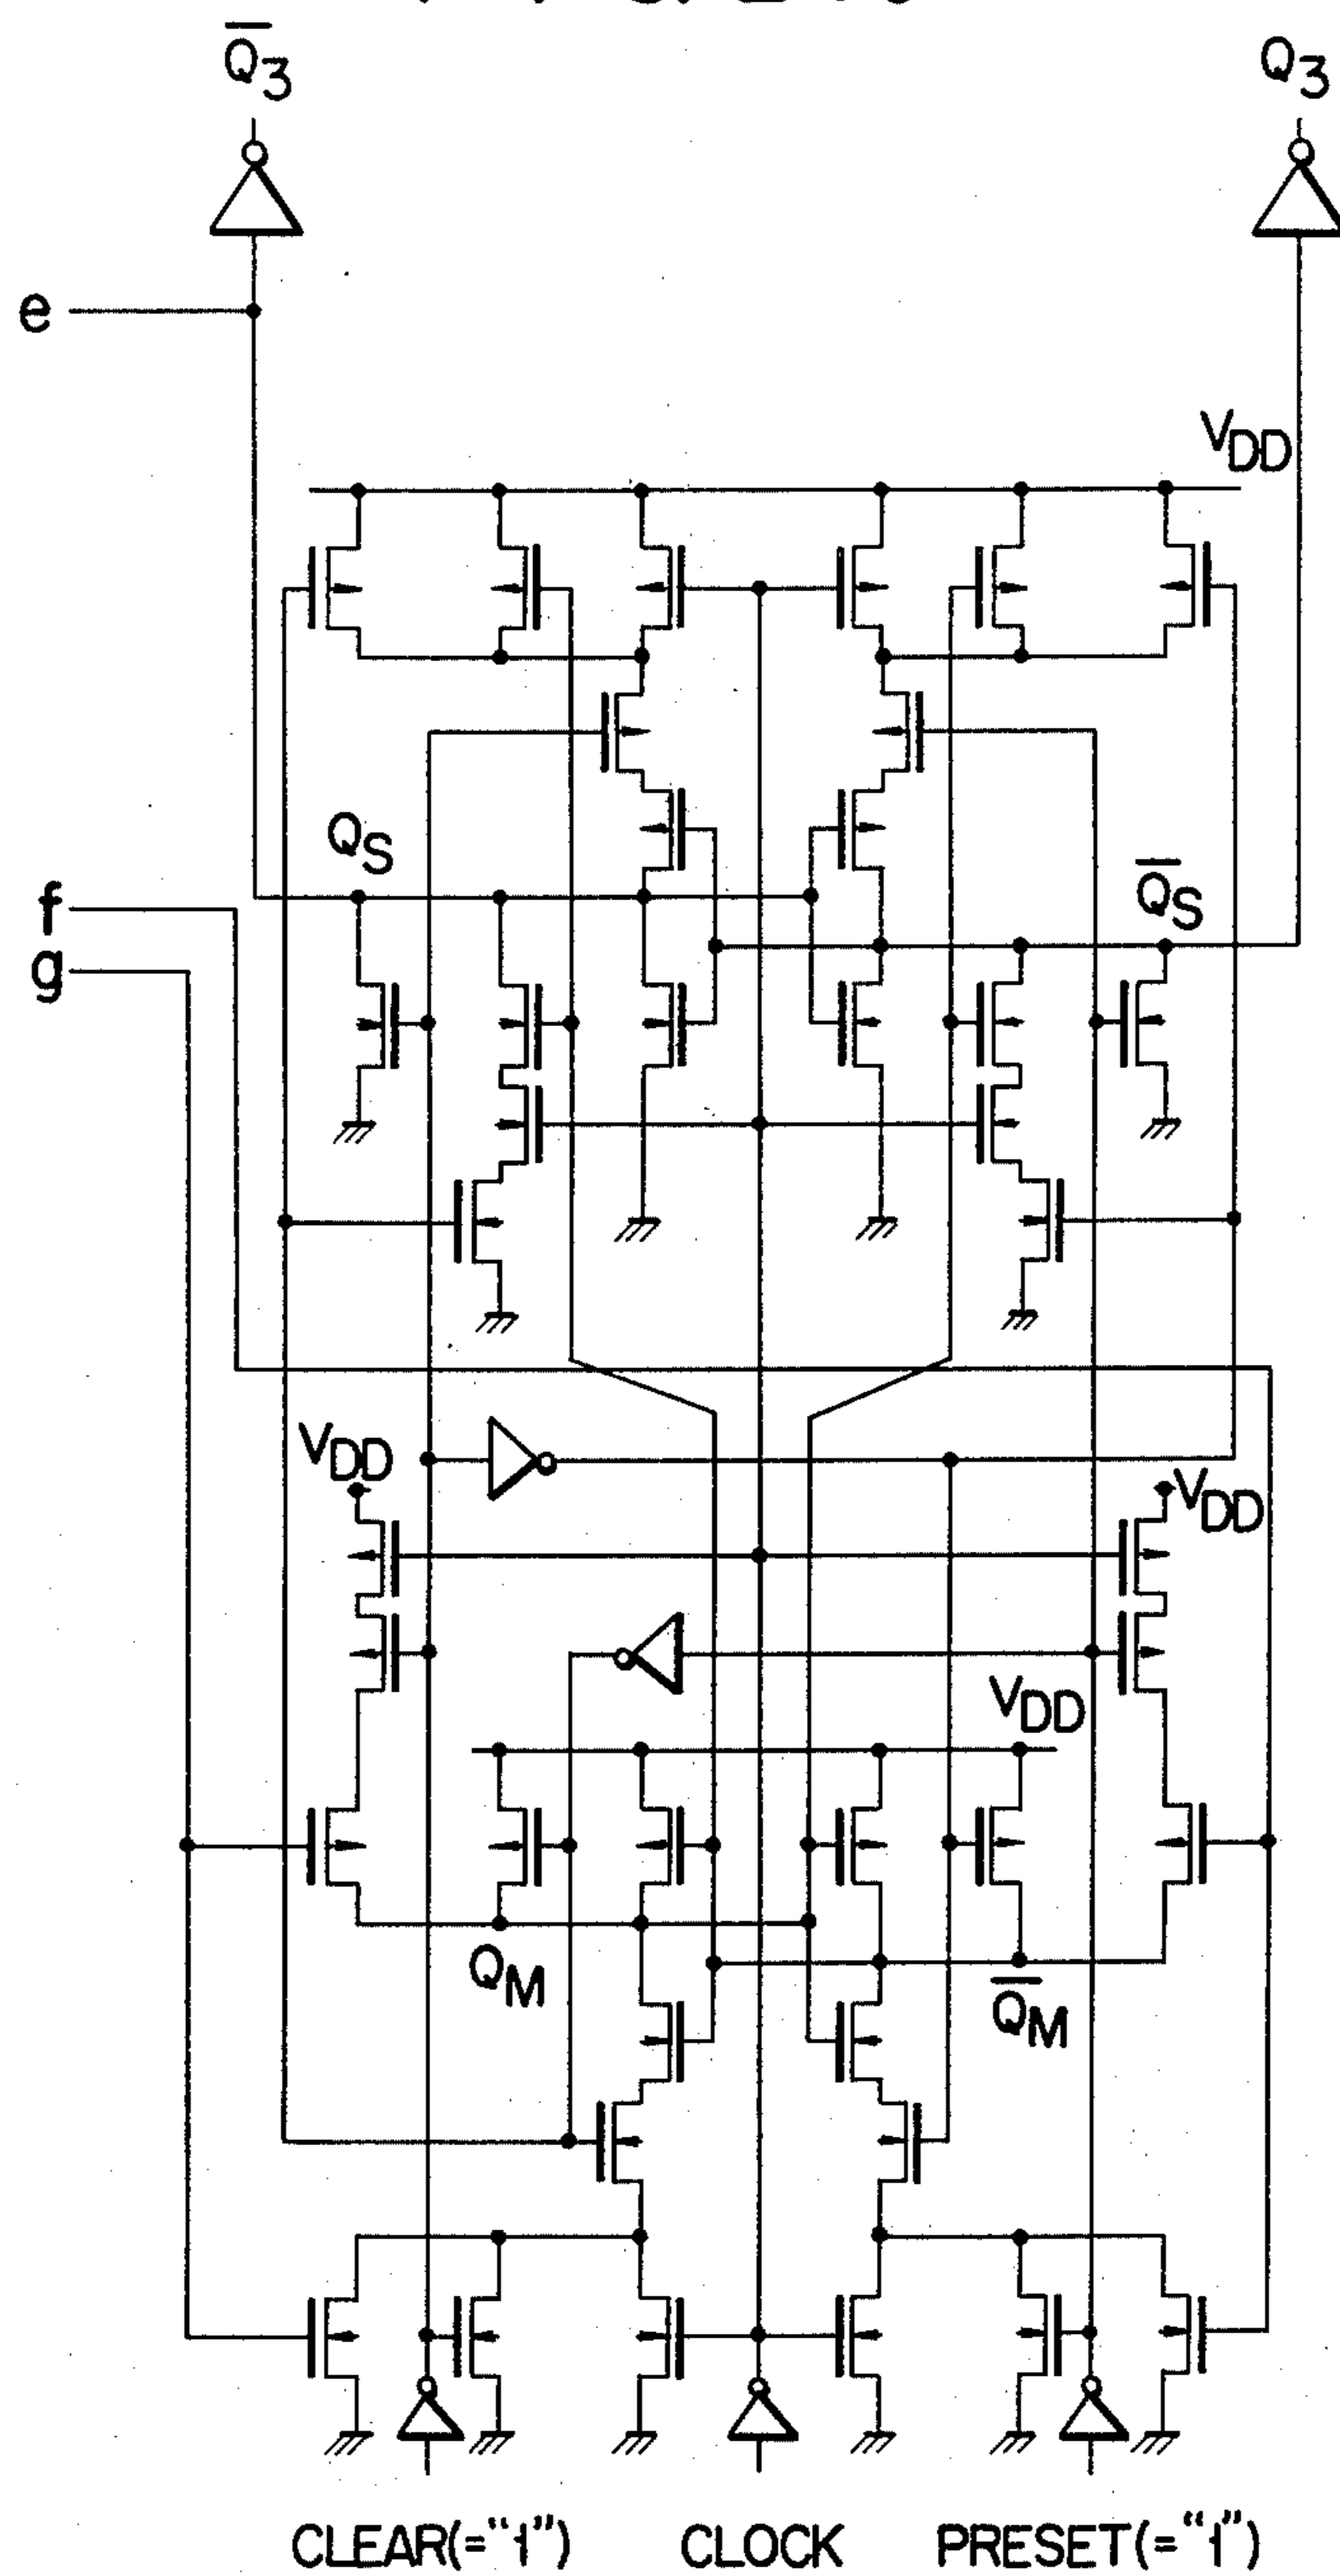 Q̅3 Q3
e
VDD
QS
Q̅S
f
g
VDD
VDD
VDD
QM
Q̅M
CLEAR(="1") CLOCK PRESET(="1")